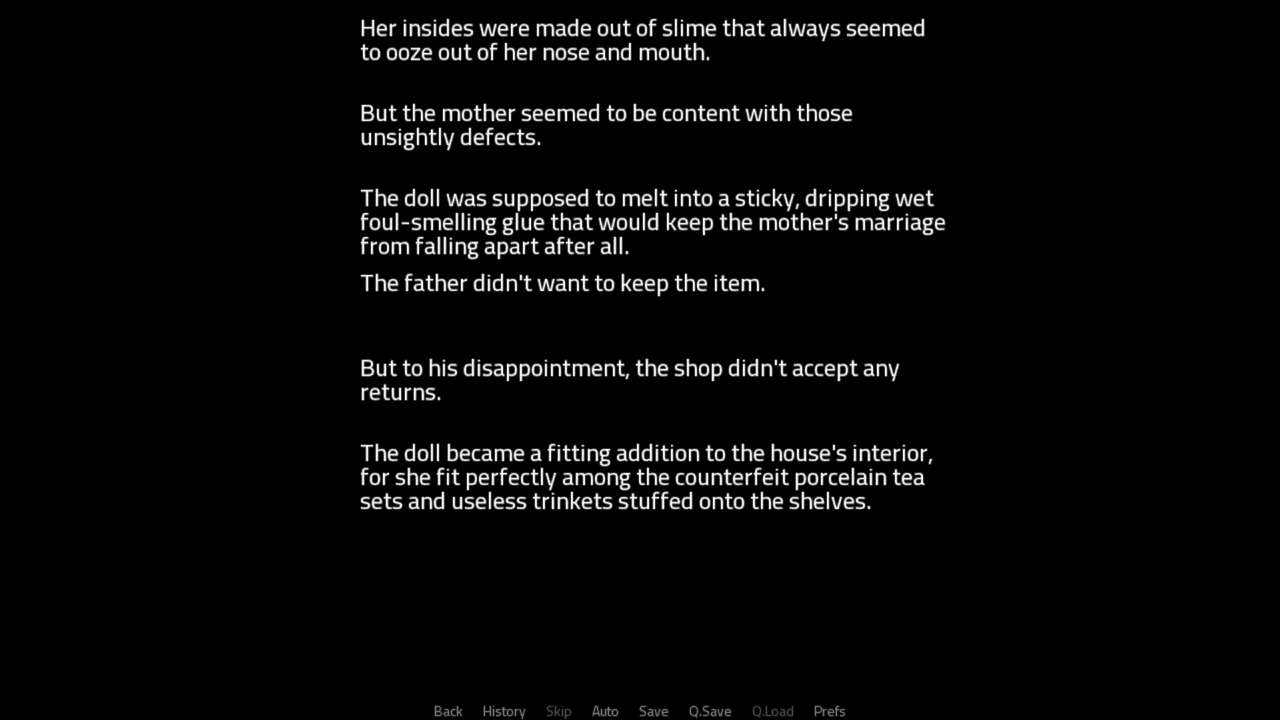 Her insides were made out of slime that always seemed
to ooze out of her nose and mouth.
But the mother seemed to be content with those
unsightly defects.
The doll was supposed to melt into a sticky, dripping wet
foul-smelling glue that would keep the mother's marriage
from falling apart after all.
The father didn't want to keep the item.
But to his disappointment, the shop didn't accept any
returns.
The doll became a fitting addition to the house's interior,
for she fit perfectly among the counterfeit porcelain tea
sets and useless trinkets stuffed onto the shelves.
Back History Skip Auto Save Q.Save Q.Load Prefs